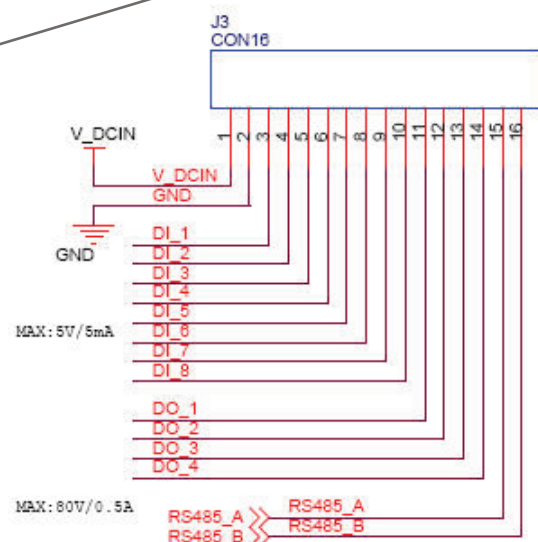 J3
CON16
1 2 3 4 5 6 7 8 9 10 11 12 13 14 15 16
V_DCIN
V_DCIN
GND
GND
DI_1
DI_2
DI_3
DI_4
DI_5
MAX:5V/5mA
DI_6
DI_7
DI_8
DO_1
DO_2
DO_3
DO_4
MAX:80V/0.5A
RS485_A RS485_A
RS485_B RS485_B